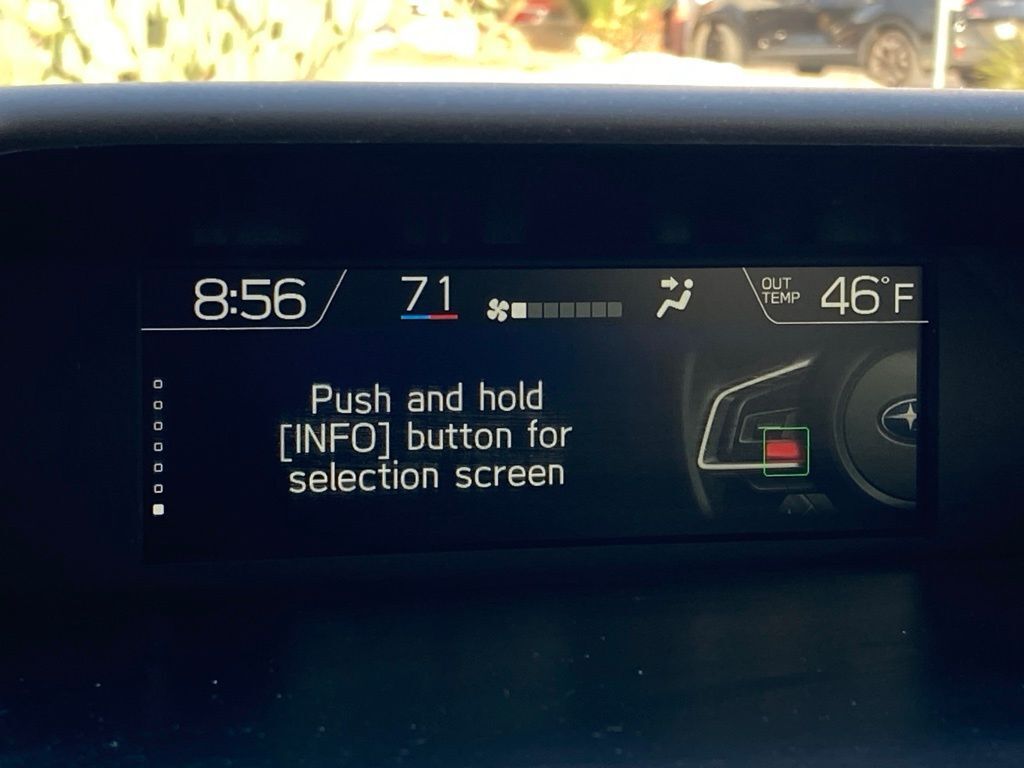 8:56
71
OUT
TEMP
46°F
Push and hold
[INFO] button for
selection screen